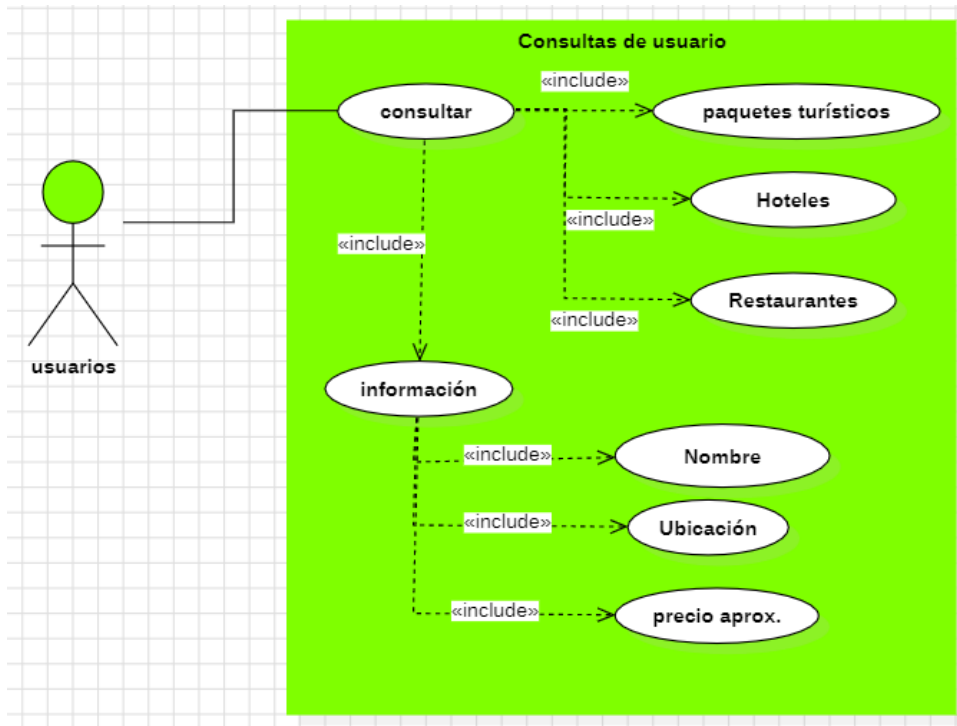 Consultas de usuario
«include»
consultar
paquetes turísticos
Hoteles
«include»
«include»
Restaurantes
«include»
usuarios
información
«include»
Nombre
«include»
Ubicación
«include»
precio aprox.